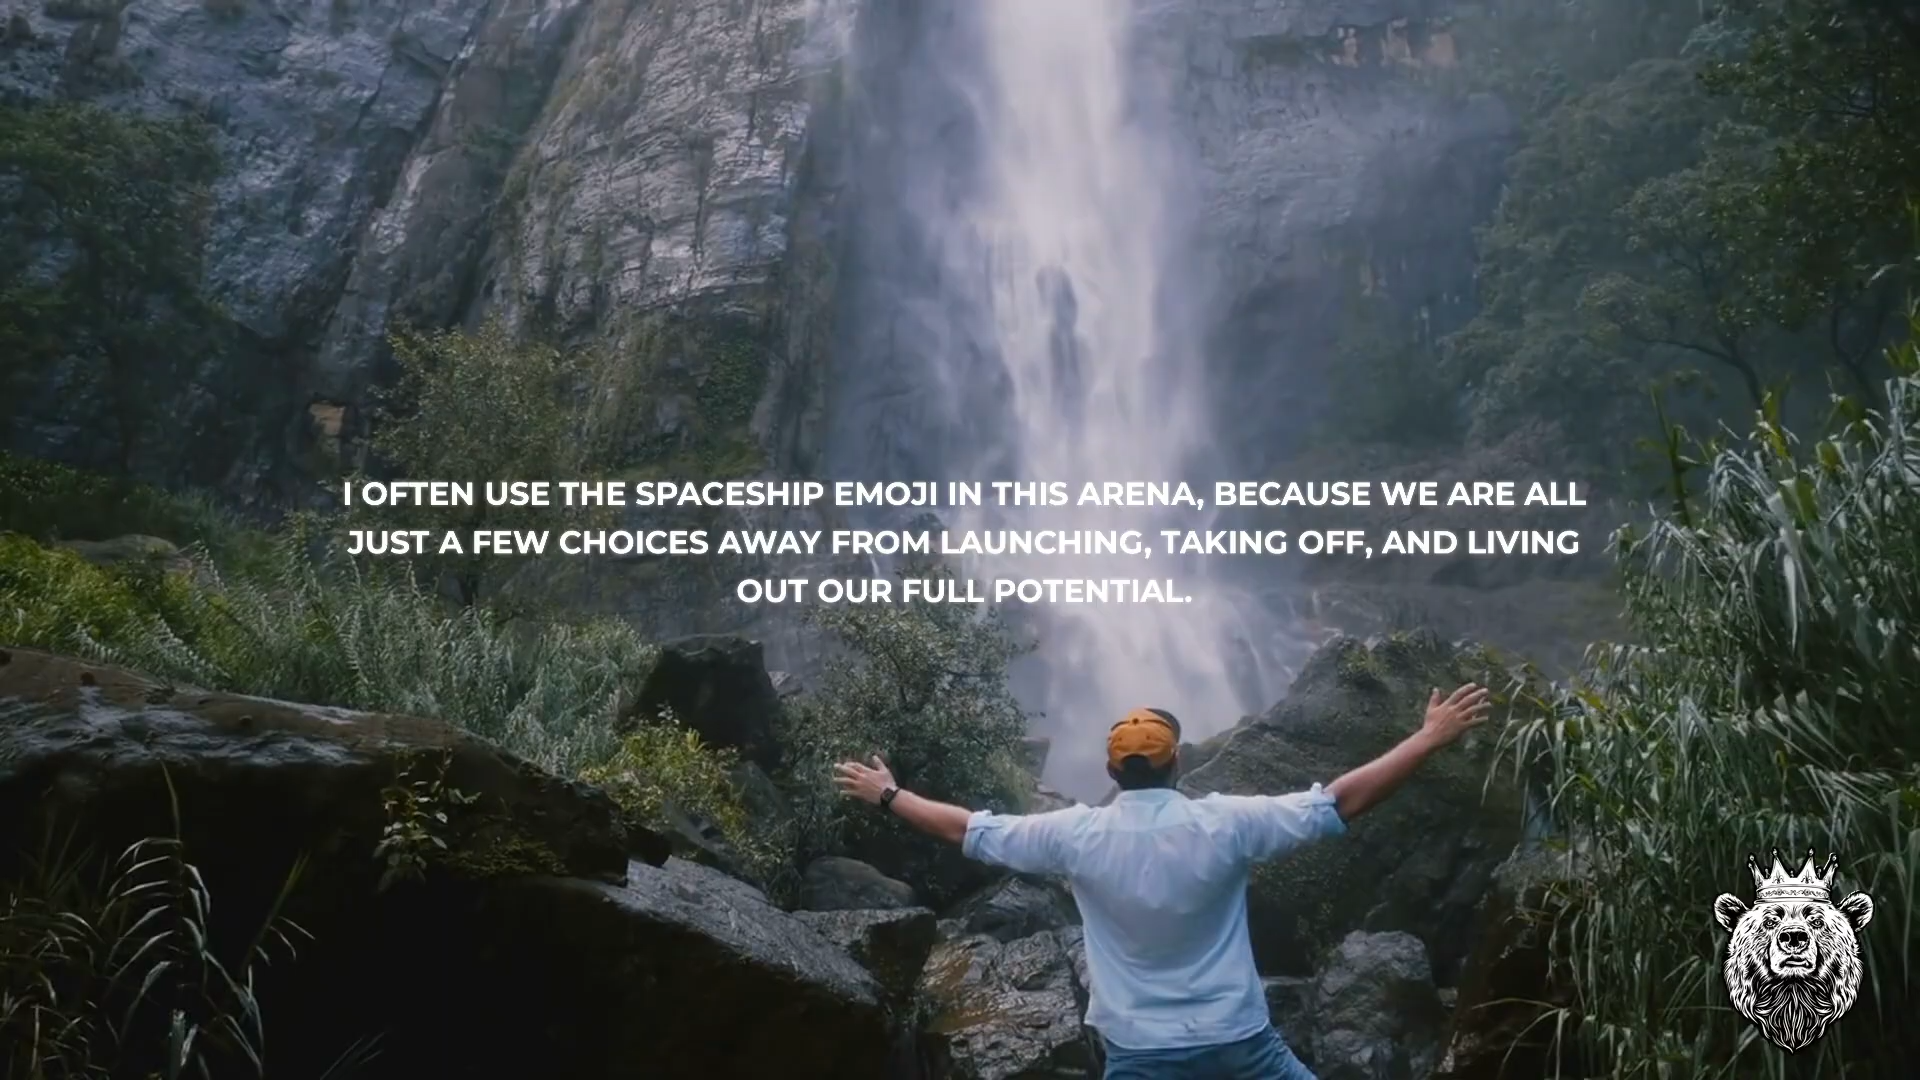 I OFTEN USE THE SPACESHIP EMOJI IN THIS ARENA, BECAUSE WE ARE ALL
JUST A FEW CHOICES AWAY FROM LAUNCHING, TAKING OFF, AND LIVING
OUT OUR FULL POTENTIAL.